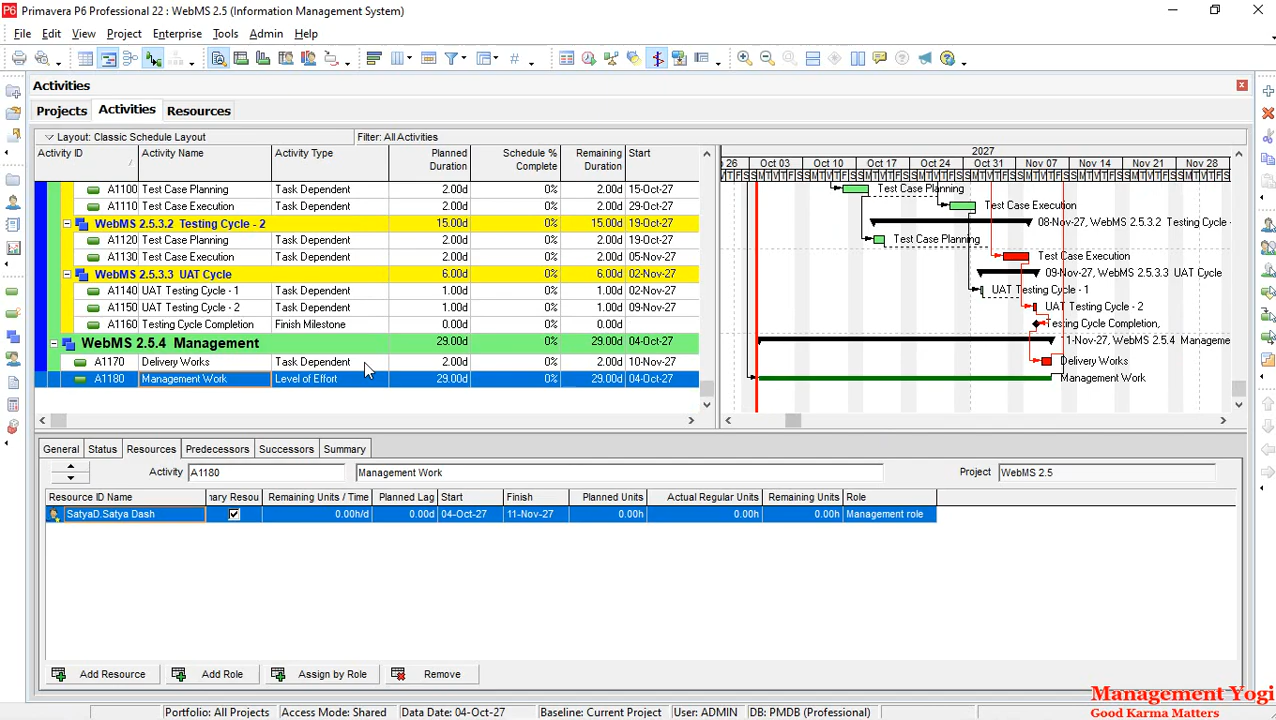 P6 Primavera P6 Professional 22 : WebMS 2.5 (Information Management System)
File Edit View Project Enterprise Tools Admin Help
Activities
Projects Activities Resources
Layout: Classic Schedule Layout Filter: All Activities
Activity ID Activity Name Activity Type Planned Duration Schedule % Complete Remaining Duration Start
2027
26 Oct 03 Oct 10 Oct 17 Oct 24 Oct 31 Nov 07 Nov 14 Nov 21 Nov 28
A1100 Test Case Planning Task Dependent 2.00d 0% 2.00d 15-Oct-27 Test Case Planning
A1110 Test Case Execution Task Dependent 2.00d 0% 2.00d 29-Oct-27 Test Case Execution
WebMS 2.5.3.2 Testing Cycle - 2 15.00d 0% 15.00d 19-Oct-27 08-Nov-27, WebMS 2.5.3.2 Testing Cycle -
A1120 Test Case Planning Task Dependent 2.00d 0% 2.00d 19-Oct-27 Test Case Planning
A1130 Test Case Execution Task Dependent 2.00d 0% 2.00d 05-Nov-27 Test Case Execution
WebMS 2.5.3.3 UAT Cycle 6.00d 0% 6.00d 02-Nov-27 09-Nov-27, WebMS 2.5.3.3 UAT Cycle
A1140 UAT Testing Cycle - 1 Task Dependent 1.00d 0% 1.00d 02-Nov-27 UAT Testing Cycle - 1
A1150 UAT Testing Cycle - 2 Task Dependent 1.00d 0% 1.00d 09-Nov-27 UAT Testing Cycle - 2
A1160 Testing Cycle Completion Finish Milestone 0.00d 0% 0.00d Testing Cycle Completion,
WebMS 2.5.4 Management 29.00d 0% 29.00d 04-Oct-27 1-Nov-27, WebMS 2.5.4 Manageme
A1170 Delivery Works Task Dependent 2.00d 0% 2.00d 10-Nov-27 Delivery Works
A1180 Management Work Level of Effort 29.00d 0% 29.00d 04-Oct-27 Management Work
General Status Resources Predecessors Successors Summary
Activity A1180 Management Work Project WebMS 2.5
Resource ID Name nary Resou Remaining Units / Time Planned Lag Start Finish Planned Units Actual Regular Units Remaining Units Role
SatyaD.Satya Dash 0.00h/d 0.00d 04-Oct-27 11-Nov-27 0.00h 0.00h 0.00h Management role
Add Resource Add Role Assign by Role Remove
Management Yogi
Good Karma Matters
Portfolio: All Projects Access Mode: Shared Data Date: 04-Oct-27 Baseline: Current Project User: ADMIN DB: PMDB (Professional)